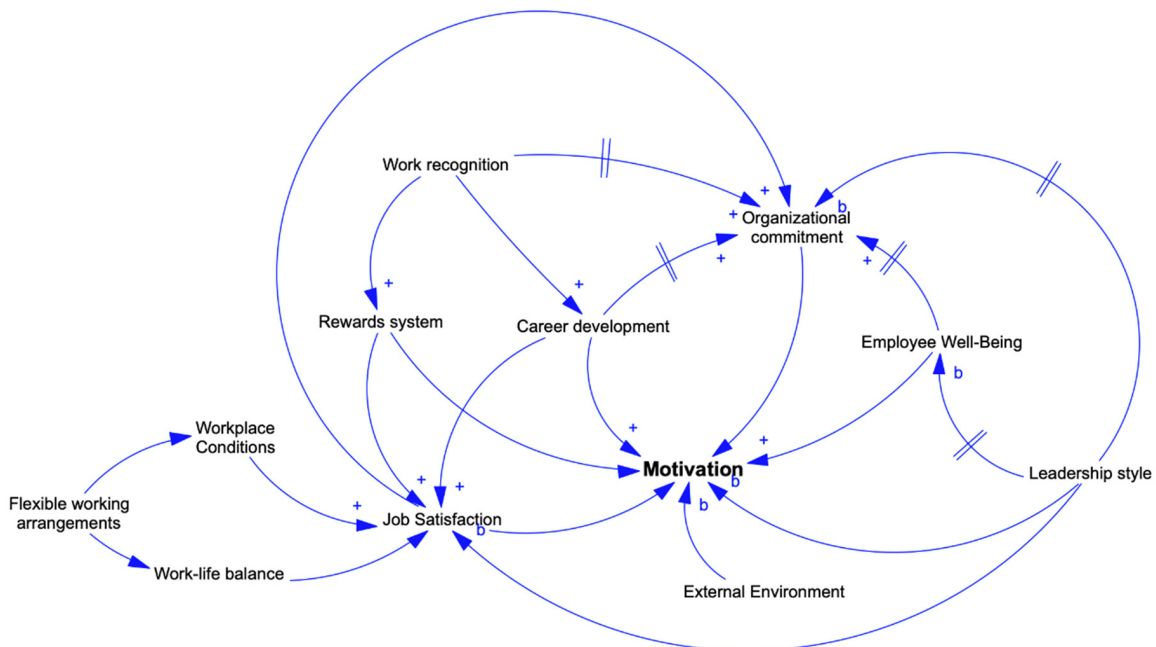 Work recognition
+
+
b
Organizational
commitment
+
+
+
+
Rewards system
Career development
Employee Well-Being
b
Workplace
Conditions
+
+
Motivation
b
Leadership style
+
+
b
Flexible working
arrangements
+
Job Satisfaction
b
Work-life balance
External Environment